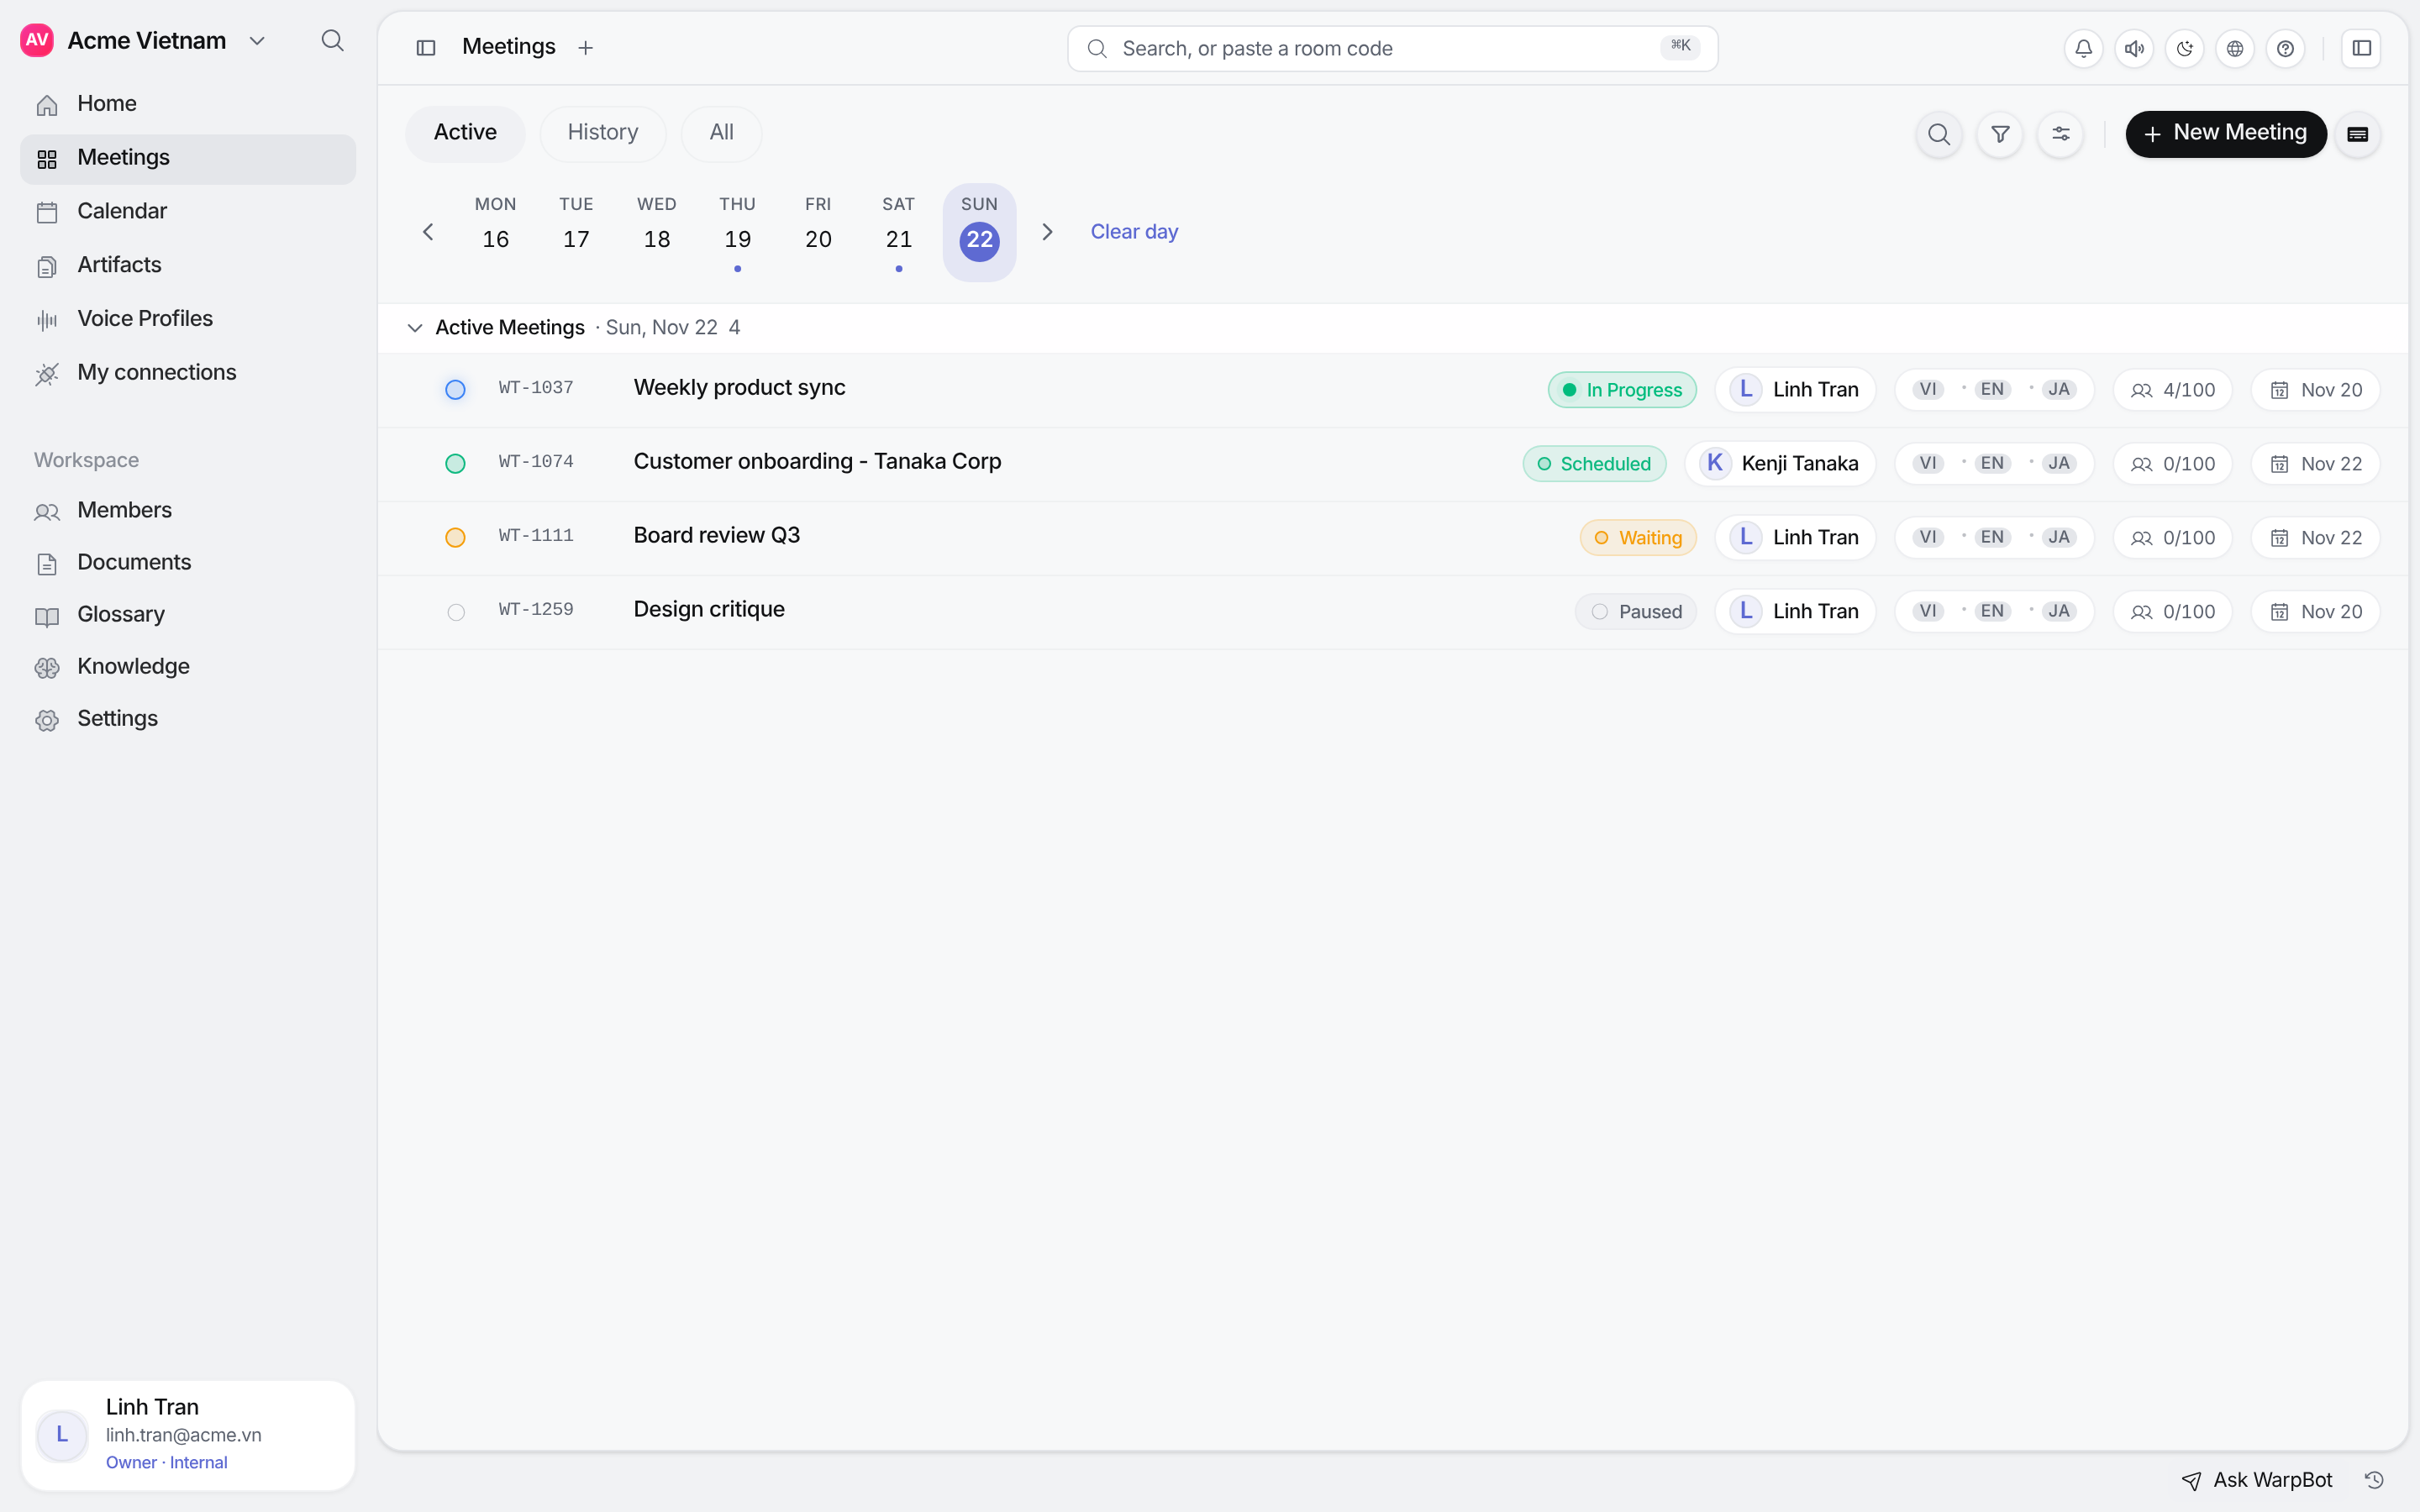 AV Acme Vietnam
Home
Meetings
Calendar
Artifacts
Voice Profiles
My connections
Workspace
Members
Documents
Glossary
Knowledge
Settings
L
Linh Tran
linh.tran@acme.vn
Owner · Internal
Meetings
Search, or paste a room code ⌘K
Active History All
New Meeting
MON TUE WED THU FRI SAT SUN
16 17 18 19 20 21 22
Clear day
Active Meetings · Sun, Nov 22 4
WT-1037 Weekly product sync In Progress L Linh Tran VI · EN · JA 4/100 12 Nov 20
WT-1074 Customer onboarding - Tanaka Corp Scheduled K Kenji Tanaka VI · EN · JA 0/100 12 Nov 22
WT-1111 Board review Q3 Waiting L Linh Tran VI · EN · JA 0/100 12 Nov 22
WT-1259 Design critique Paused L Linh Tran VI · EN · JA 0/100 12 Nov 20
Ask WarpBot